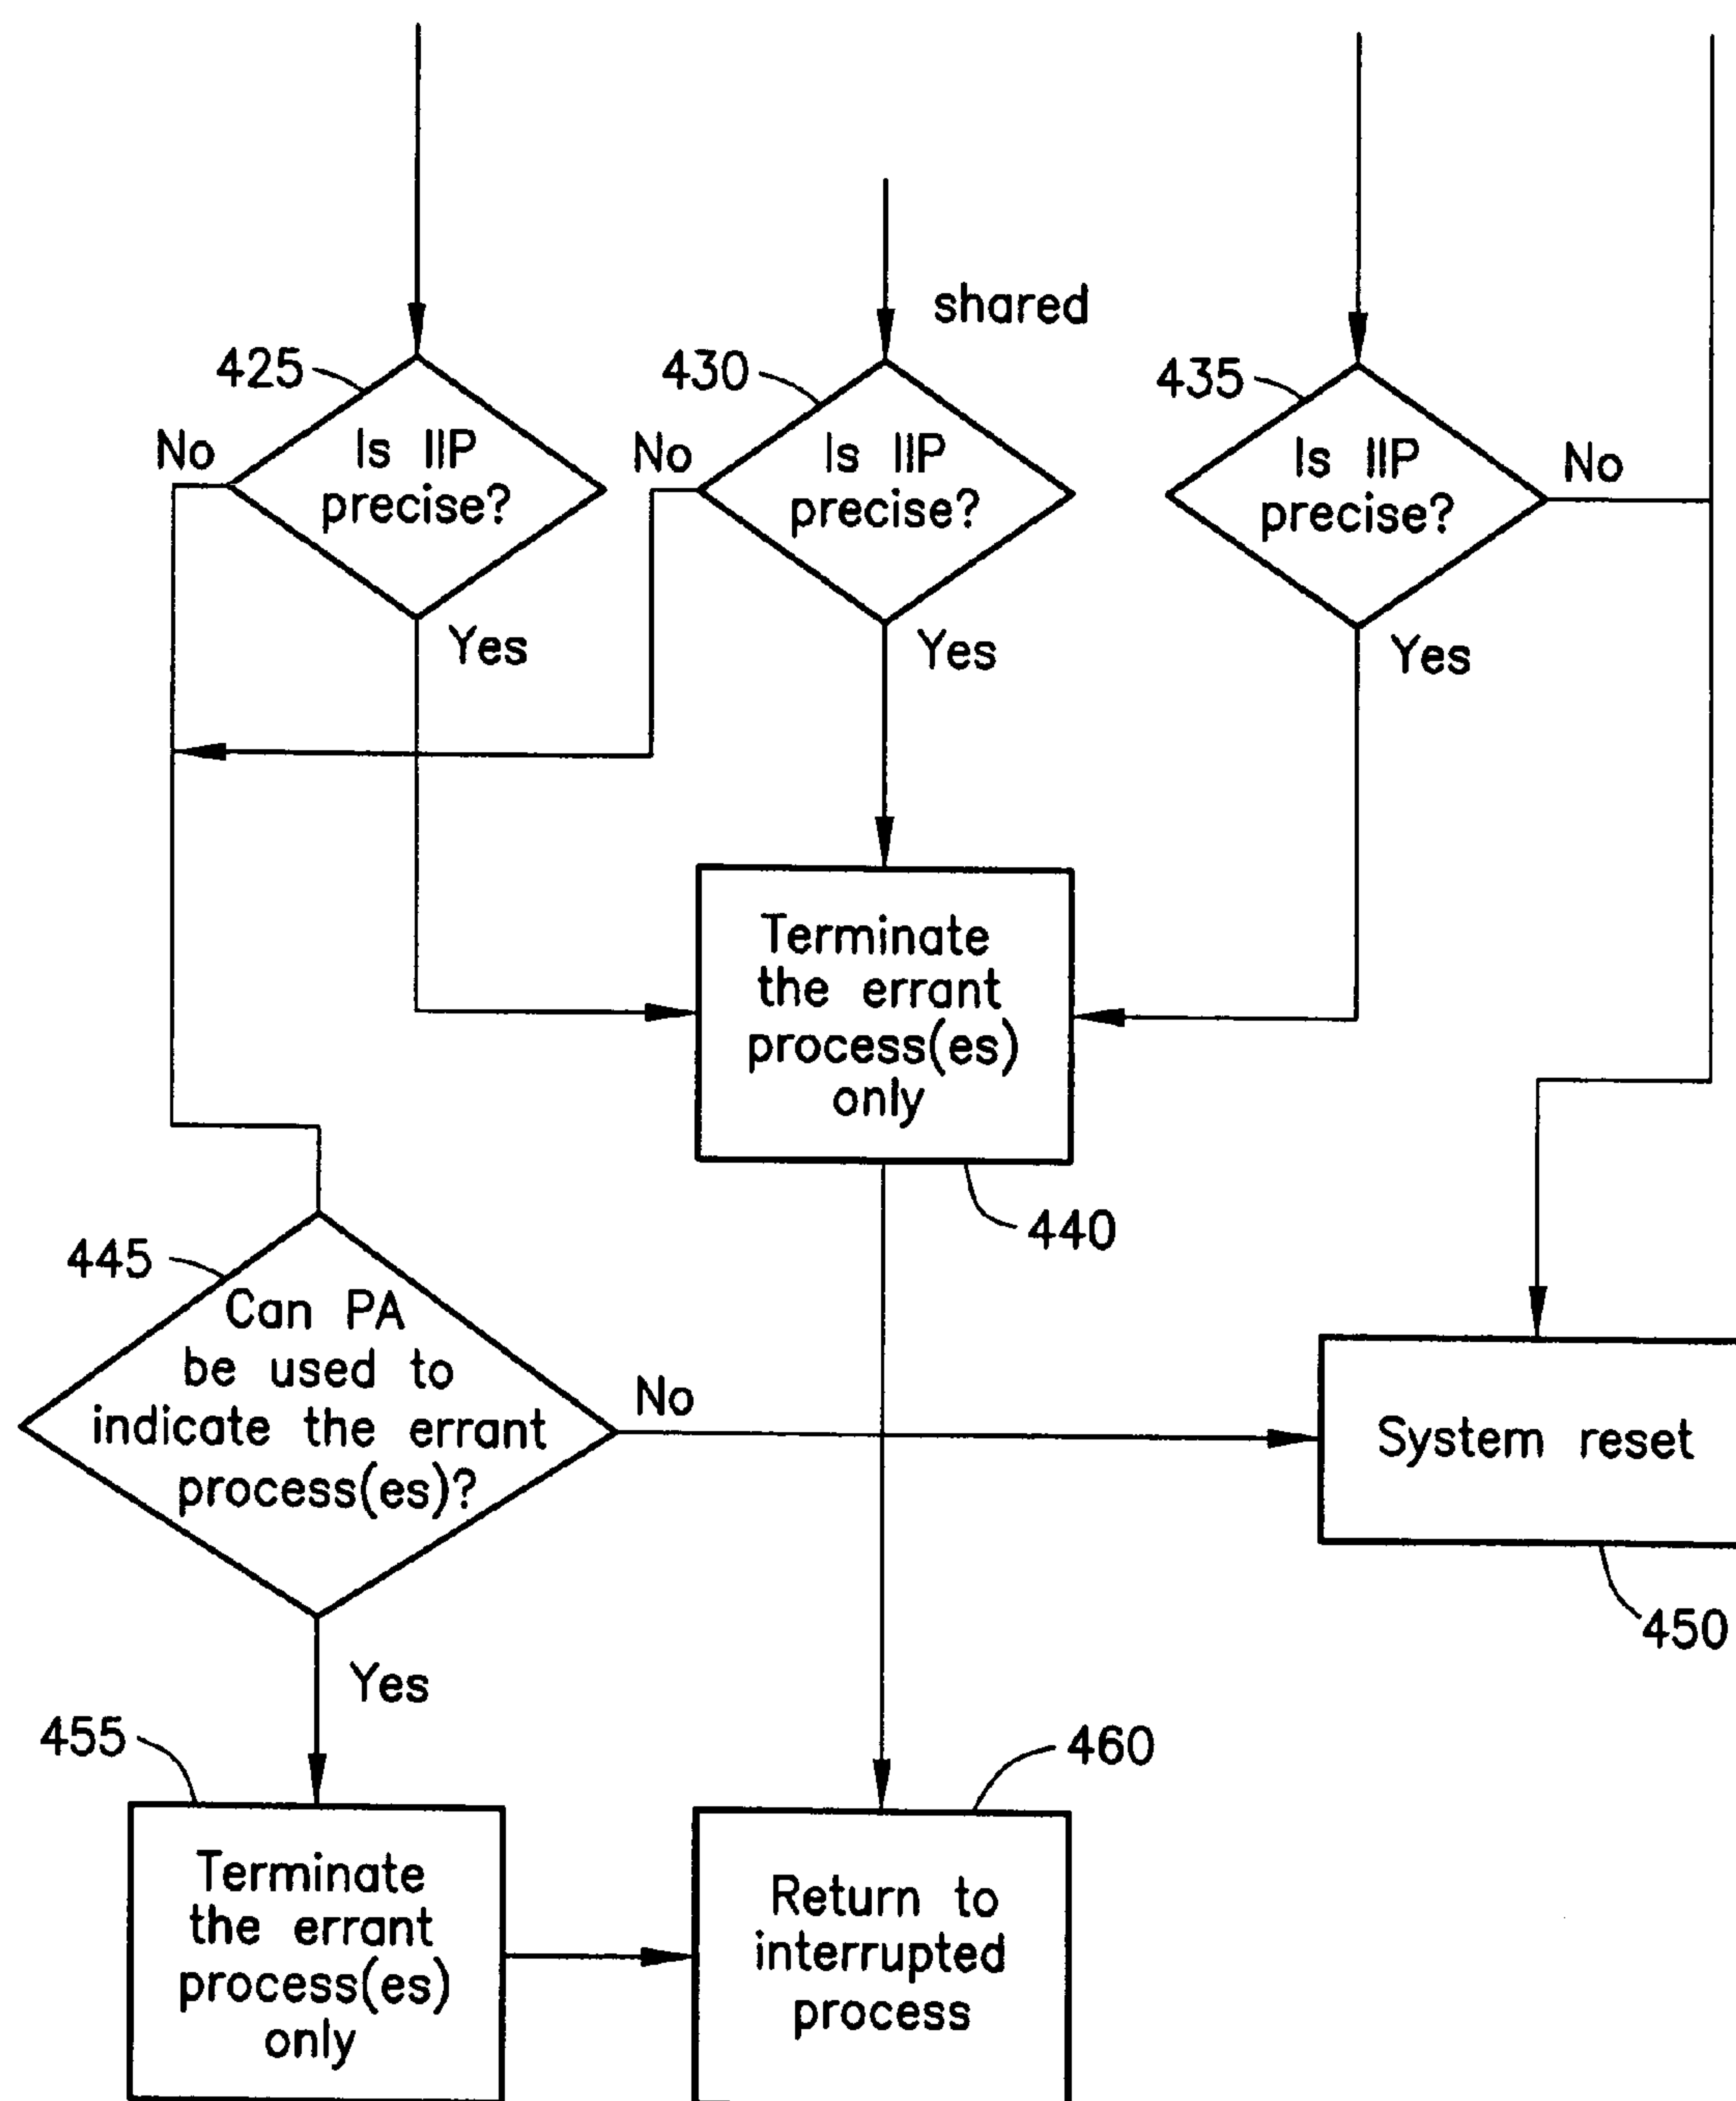 shared
425
No
Is IIP
precise?
Yes
430
No
Is IIP
precise?
Yes
435
Is IIP
precise?
No
Yes
Terminate
the errant
process(es)
only
440
445
Can PA
be used to
indicate the errant
process(es)?
No
Yes
System reset
450
455
Terminate
the errant
process(es)
only
460
Return to
interrupted
process